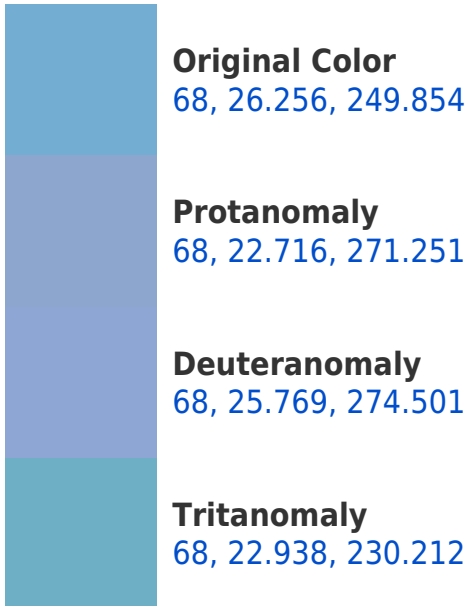 Original Color
68, 26.256, 249.854
Protanomaly
68, 22.716, 271.251
Deuteranomaly
68, 25.769, 274.501
Tritanomaly
68, 22.938, 230.212